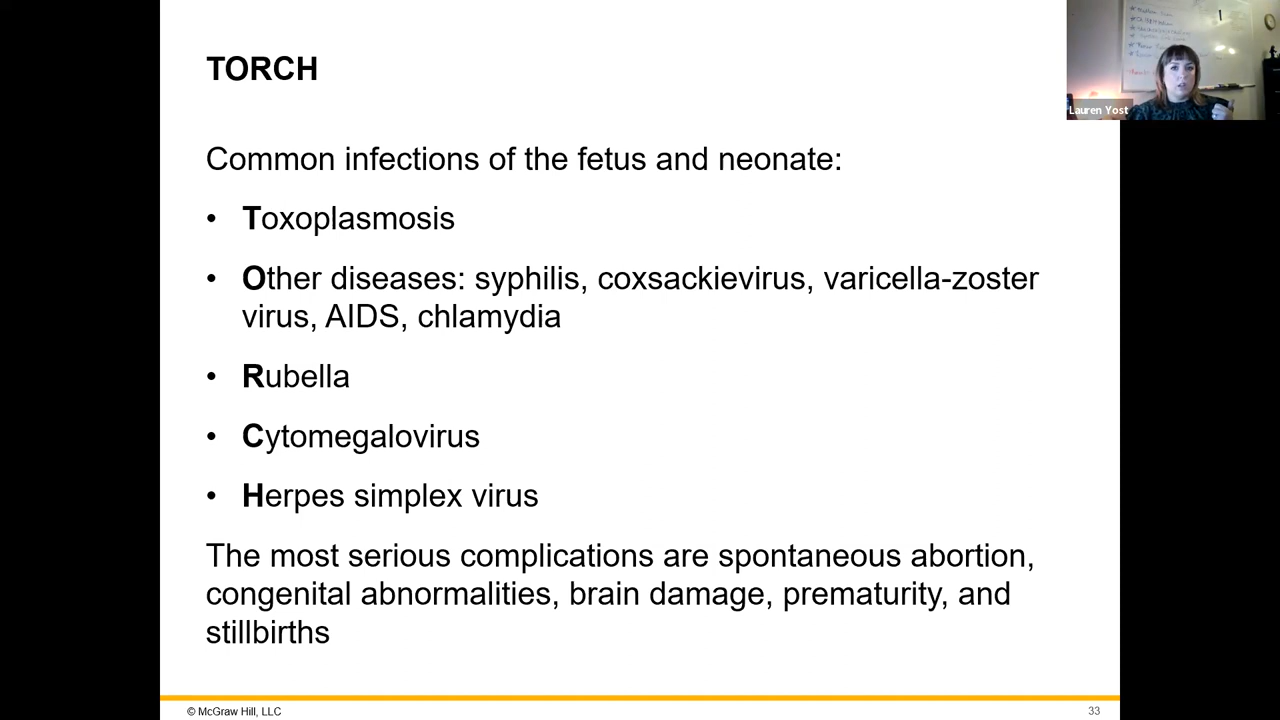 TORCH
Lauren Yost
Common infections of the fetus and neonate:
• Toxoplasmosis
• Other diseases: syphilis, coxsackievirus, varicella-zoster
virus, AIDS, chlamydia
• Rubella
• Cytomegalovirus
• Herpes simplex virus
The most serious complications are spontaneous abortion,
congenital abnormalities, brain damage, prematurity, and
stillbirths
© McGraw Hill, LLC
33